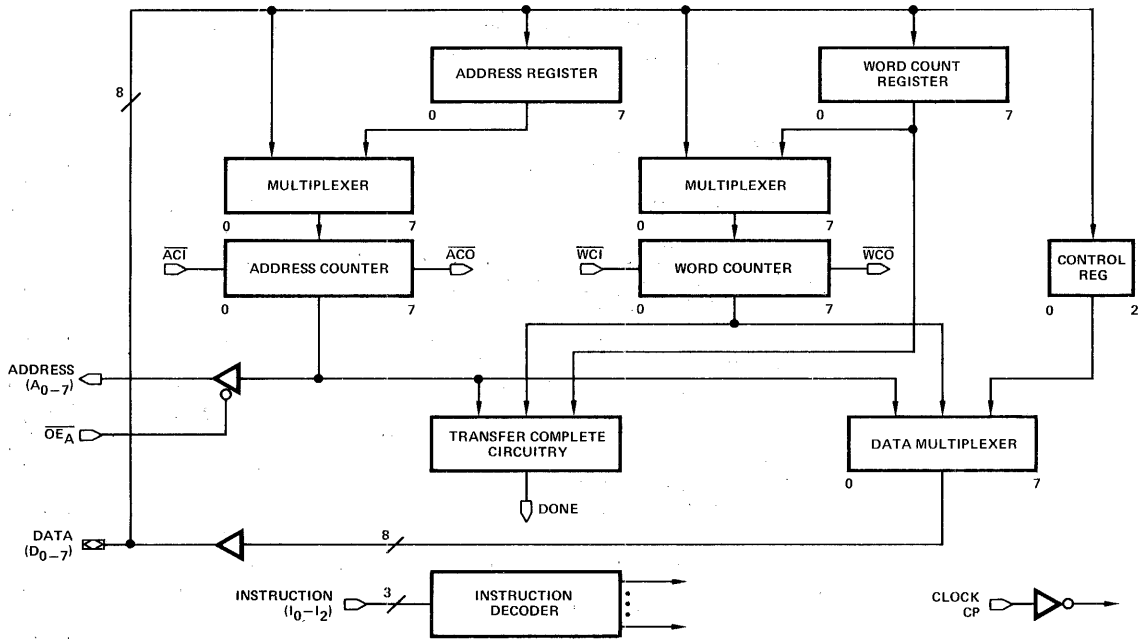 ADDRESS REGISTER
WORD COUNT
REGISTER
8
0
7
0
7
MULTIPLEXER
MULTIPLEXER
0
7
0
7
ACI
ADDRESS COUNTER
ACO
WCI
WORD COUNTER
WCO
CONTROL
REG
0
7
0
7
0
2
ADDRESS
(A0–7)
OEA
TRANSFER COMPLETE
CIRCUITRY
DATA MULTIPLEXER
0
7
DONE
DATA
(D0–7)
8
INSTRUCTION
(I0–I2)
3
INSTRUCTION
DECODER
CLOCK
CP